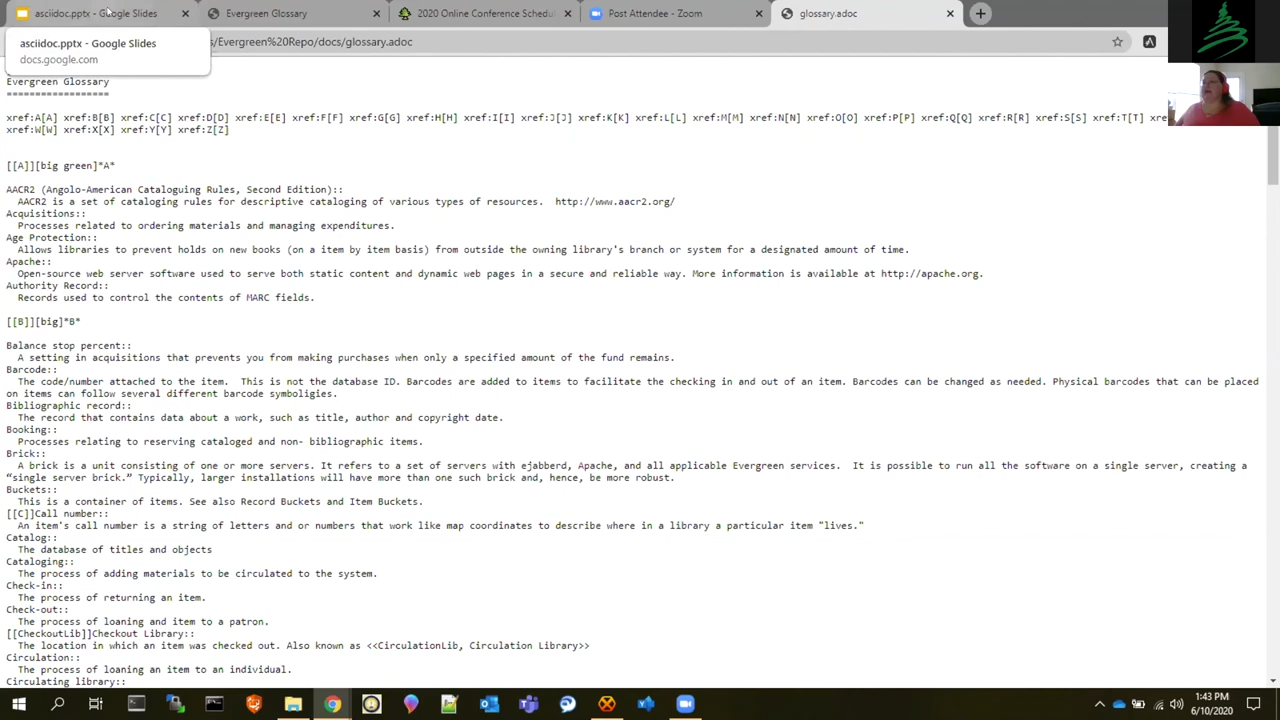 asciidoc.pptx - Google Slides
Evergreen Glossary
2020 Online Conference Schedu
Post Attendee - Zoom
glossary.adoc
asciidoc.pptx - Google Slides
docs.google.com
s/Evergreen%20Repo/docs/glossary.adoc
Evergreen Glossary
==================
xref:A[A] xref:B[B] xref:C[C] xref:D[D] xref:E[E] xref:F[F] xref:G[G] xref:H[H] xref:I[I] xref:J[J] xref:K[K] xref:L[L] xref:M[M] xref:N[N] xref:O[O] xref:P[P] xref:Q[Q] xref:R[R] xref:S[S] xref:T[T]
xref:W[W] xref:X[X] xref:Y[Y] xref:Z[Z]
[[A]][big green]*A*
AACR2 (Angolo-American Cataloguing Rules, Second Edition)::
AACR2 is a set of cataloging rules for descriptive cataloging of various types of resources. http://www.aacr2.org/
Acquisitions::
Processes related to ordering materials and managing expenditures.
Age Protection::
Allows libraries to prevent holds on new books (on a item by item basis) from outside the owning library's branch or system for a designated amount of time.
Apache::
Open-source web server software used to serve both static content and dynamic web pages in a secure and reliable way. More information is available at http://apache.org.
Authority Record::
Records used to control the contents of MARC fields.
[[B]][big]*B*
Balance stop percent::
A setting in acquisitions that prevents you from making purchases when only a specified amount of the fund remains.
Barcode::
The code/number attached to the item. This is not the database ID. Barcodes are added to items to facilitate the checking in and out of an item. Barcodes can be changed as needed. Physical barcodes that can be placed
on items can follow several different barcode symboligies.
Bibliographic record::
The record that contains data about a work, such as title, author and copyright date.
Booking::
Processes relating to reserving cataloged and non- bibliographic items.
Brick::
A brick is a unit consisting of one or more servers. It refers to a set of servers with ejabberd, Apache, and all applicable Evergreen services. It is possible to run all the software on a single server, creating a
“single server brick.” Typically, larger installations will have more than one such brick and, hence, be more robust.
Buckets::
This is a container of items. See also Record Buckets and Item Buckets.
[[C]]Call number::
An item's call number is a string of letters and or numbers that work like map coordinates to describe where in a library a particular item "lives."
Catalog::
The database of titles and objects
Cataloging::
The process of adding materials to be circulated to the system.
Check-in::
The process of returning an item.
Check-out::
The process of loaning and item to a patron.
[[CheckoutLib]]Checkout Library::
The location in which an item was checked out. Also known as <<CirculationLib, Circulation Library>>
Circulation::
The process of loaning an item to an individual.
Circulating library::
1:43 PM
6/10/2020